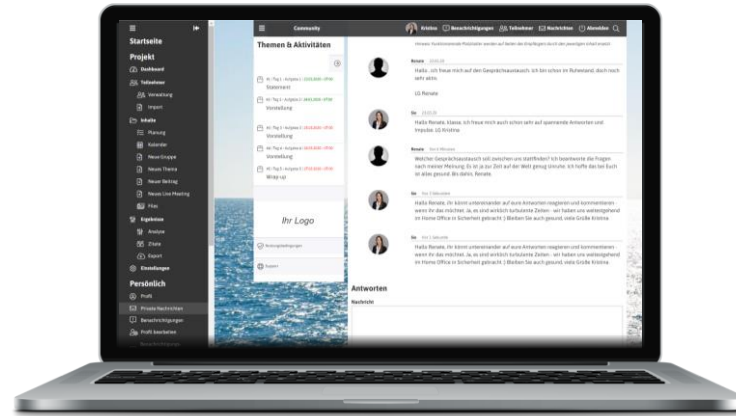 Community
Kristina
Benachrichtigungen
Teilnehmer
Nachrichten
Abmelden
Startseite
Projekt
Dashboard
Teilnehmer
Verwaltung
Import
Inhalte
Planung
Kalender
Neue Gruppe
Neues Thema
Neuer Beitrag
Neues Live Meeting
Files
Ergebnisse
Analyse
Zitate
Export
Einstellungen
Persönlich
Profil
Private Nachrichten
Benachrichtigungen
Profil bearbeiten
Themen & Aktivitäten
Statement
Vorstellung
Vorstellung
Vorstellung
Wrap-up
Ihr Logo
Nutzungsbedingungen
Support
Renate
Hallo , ich freue mich auf den Gesprächsaustausch. Ich bin schon im Ruhestand, doch noch
sehr aktiv.
LG Renate
Hallo Renate, klasse, ich freue mich auch schon sehr auf spannende Antworten und
Impulse. LG Kristina
Renate
Welcher Gesprächsaustausch soll zwischen uns stattfinden? Ich beantworte die Fragen
nach meiner Meinung. Es ist ja zur Zeit auf der Welt genug Unruhe. Ich hoffe das bei Euch
ist alles gesund. Bis dahin, Renate.
Hallo Renate, ihr könnt untereinander auf eure Antworten reagieren und kommentieren -
wenn ihr das möchtet. Ja, es sind wirklich turbulente Zeiten - wir haben uns weitestgehend
im Home Office in Sicherheit gebracht :) Bleiben Sie auch gesund, viele Grüße Kristina
Hallo Renate, ihr könnt untereinander auf eure Antworten reagieren und kommentieren -
wenn ihr das möchtet. Ja, es sind wirklich turbulente Zeiten - wir haben uns weitestgehend
im Home Office in Sicherheit gebracht :) Bleiben Sie auch gesund, viele Grüße Kristina.
Antworten
Nachricht